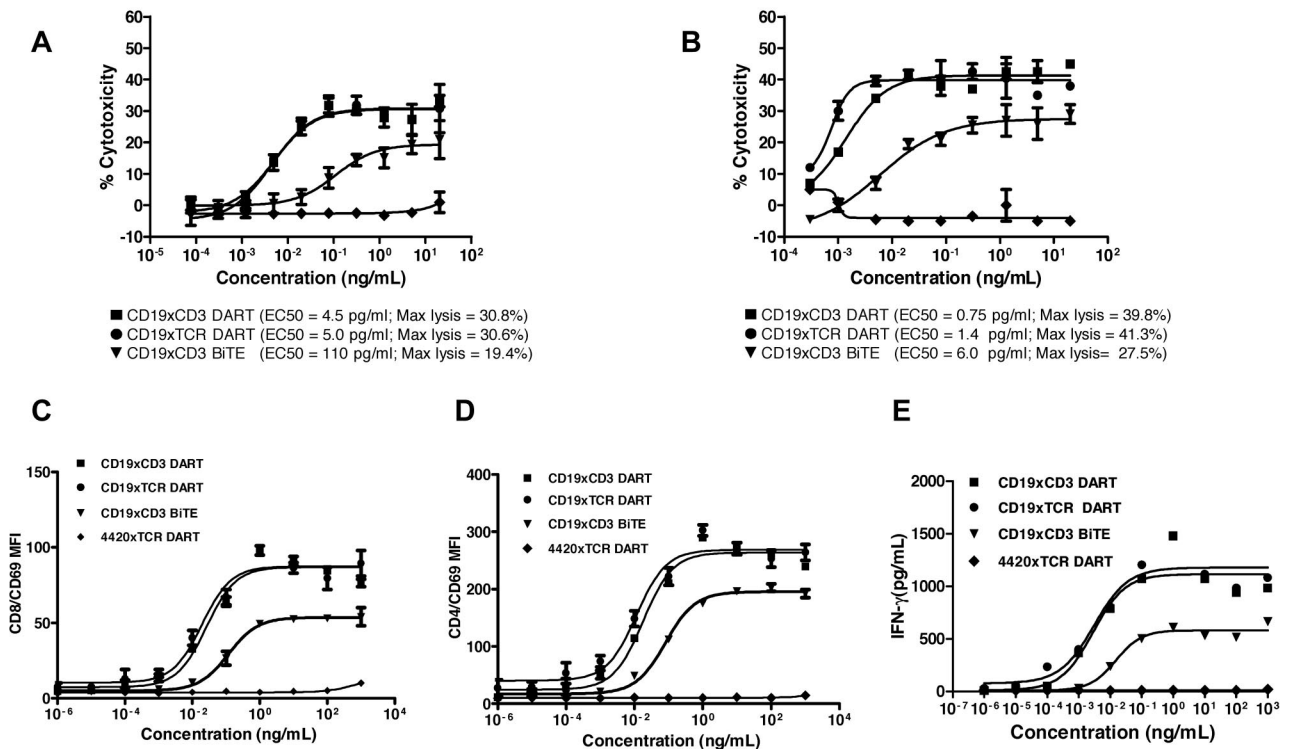 A
% Cytotoxicity
60
50
40
30
20
10
0
-10
10-5 10-4 10-3 10-2 10-1 100 101 102
Concentration (ng/mL)
CD19xCD3 DART (EC50 = 4.5 pg/ml; Max lysis = 30.8%)
CD19xTCR DART (EC50 = 5.0 pg/ml; Max lysis = 30.6%)
CD19xCD3 BiTE (EC50 = 110 pg/ml; Max lysis = 19.4%)
B
% Cytotoxicity
60
50
40
30
20
10
0
-10
10-4 10-3 10-2 10-1 100 101 102
Concentration (ng/mL)
CD19xCD3 DART (EC50 = 0.75 pg/ml; Max lysis = 39.8%)
CD19xTCR DART (EC50 = 1.4 pg/ml; Max lysis = 41.3%)
CD19xCD3 BiTE (EC50 = 6.0 pg/ml; Max lysis= 27.5%)
C
CD19xCD3 DART
CD19xTCR DART
CD19xCD3 BiTE
4420xTCR DART
CD8/CD69 MFI
150
100
50
0
10-6 10-4 10-2 100 102 104
Concentration (ng/mL)
D
CD19xCD3 DART
CD19xTCR DART
CD19xCD3 BiTE
4420xTCR DART
CD4/CD69 MFI
400
300
200
100
0
10-6 10-4 10-2 100 102 104
Concentration (ng/mL)
E
CD19xCD3 DART
CD19xTCR DART
CD19xCD3 BiTE
4420xTCR DART
IFN-γ(pg/mL)
2000
1500
1000
500
0
10-7 10-6 10-5 10-4 10-3 10-2 10-1 100 101 102 103
Concentration (ng/mL)